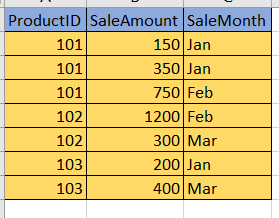 ProductID SaleAmount SaleMonth
101 150 Jan
101 350 Jan
101 750 Feb
102 1200 Feb
102 300 Mar
103 200 Jan
103 400 Mar